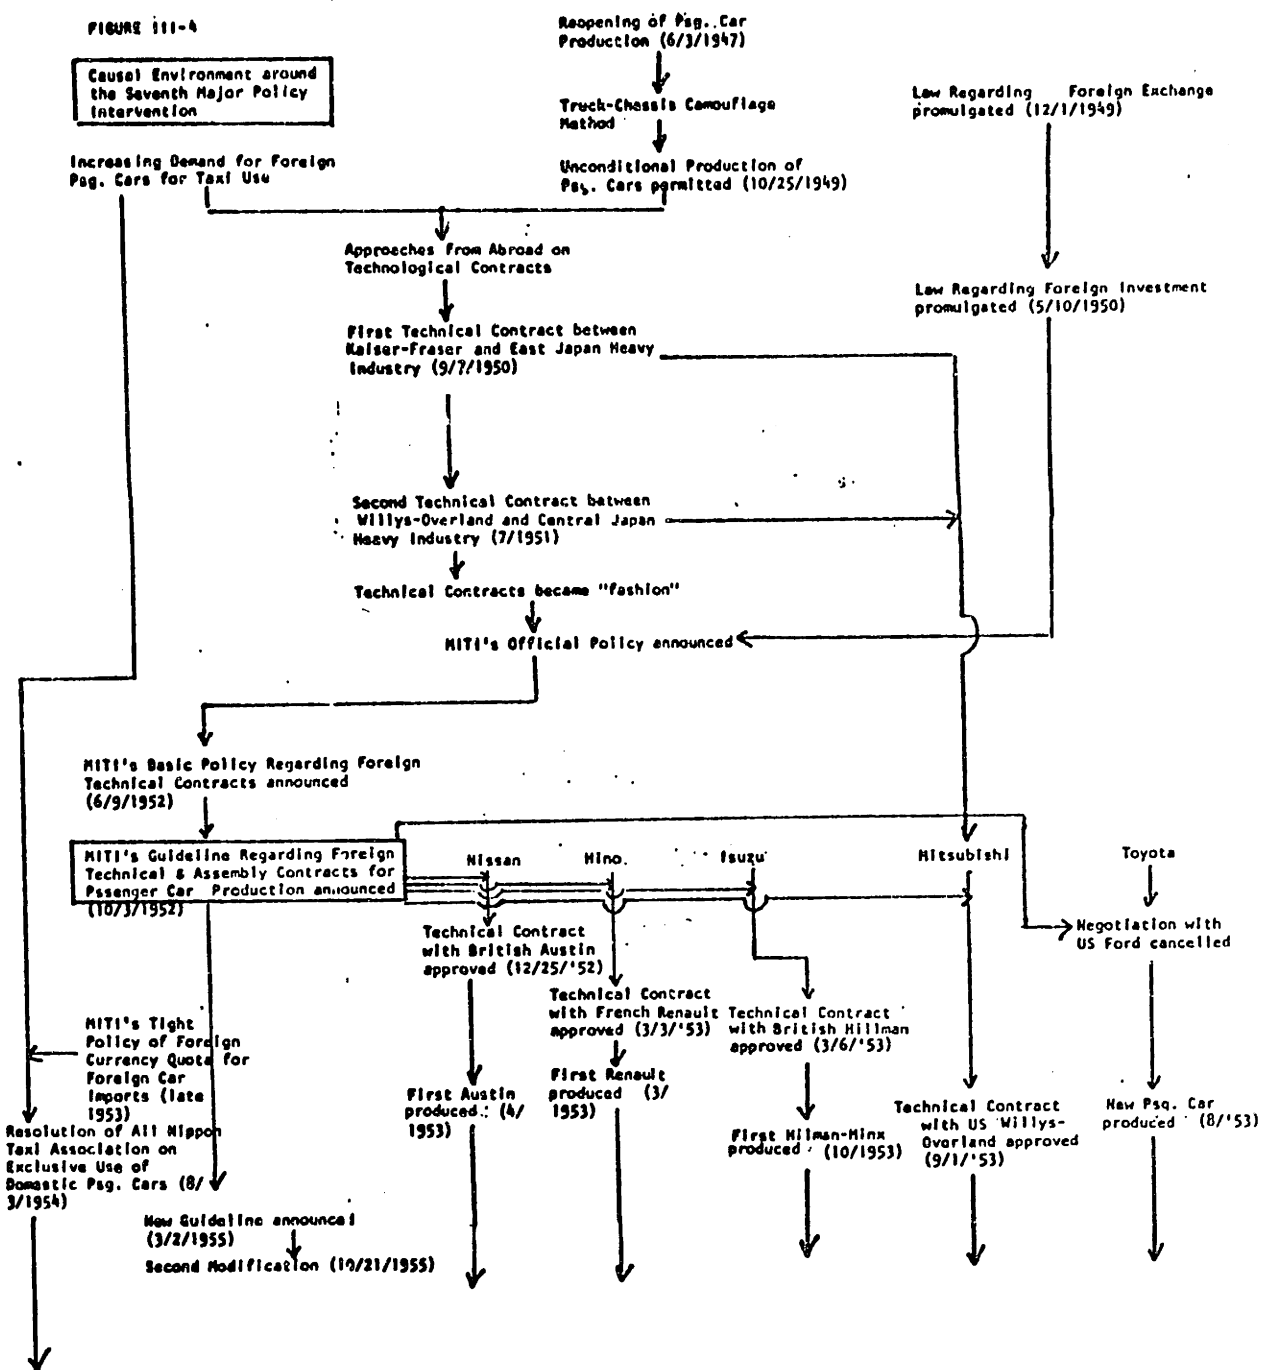 FIGURE III-4
Causal Environment around
the Seventh Major Policy
Intervention
Reopening of Psg. Car
Production (6/3/1947)
Truck-Chassis Camouflage
Method
Unconditional Production of
Psg. Cars permitted (10/25/1949)
Law Regarding Foreign Exchange
promulgated (12/1/1949)
Law Regarding Foreign Investment
promulgated (5/10/1950)
Increasing Demand for Foreign
Psg. Cars for Taxi Use
Approaches from Abroad on
Technological Contracts
First Technical Contract between
Kaiser-Fraser and East Japan Heavy
Industry (9/7/1950)
Second Technical Contract between
Willys-Overland and Central Japan
Heavy Industry (7/1951)
Technical Contracts became "fashion"
MITI's Official Policy announced
MITI's Basic Policy Regarding Foreign
Technical Contracts announced
(6/9/1952)
MITI's Guideline Regarding Foreign
Technical & Assembly Contracts for
Pssenger Car Production announced
(10/3/1952)
Nissan
Hino
Isuzu
Mitsubishi
Toyota
Technical Contract
with British Austin
approved (12/25/'52)
Technical Contract
with French Renault
approved (3/3/'53)
Technical Contract
with British Hillman
approved (3/6/'53)
Negotiation with
US Ford cancelled
MITI's Tight
Policy of Foreign
Currency Quota for
Foreign Car
Imports (late
1953)
First Austin
produced (4/
1953)
First Renault
produced (3/
1953)
First Hilman-Minx
produced (10/1953)
Technical Contract
with US Willys-
Overland approved
(9/1/'53)
New Psg. Car
produced (8/'53)
Resolution of All Nippon
Taxi Association on
Exclusive Use of
Domestic Psg. Cars (8/
3/1954)
New Guideline announced
(3/2/1955)
Second Modification (10/21/1955)